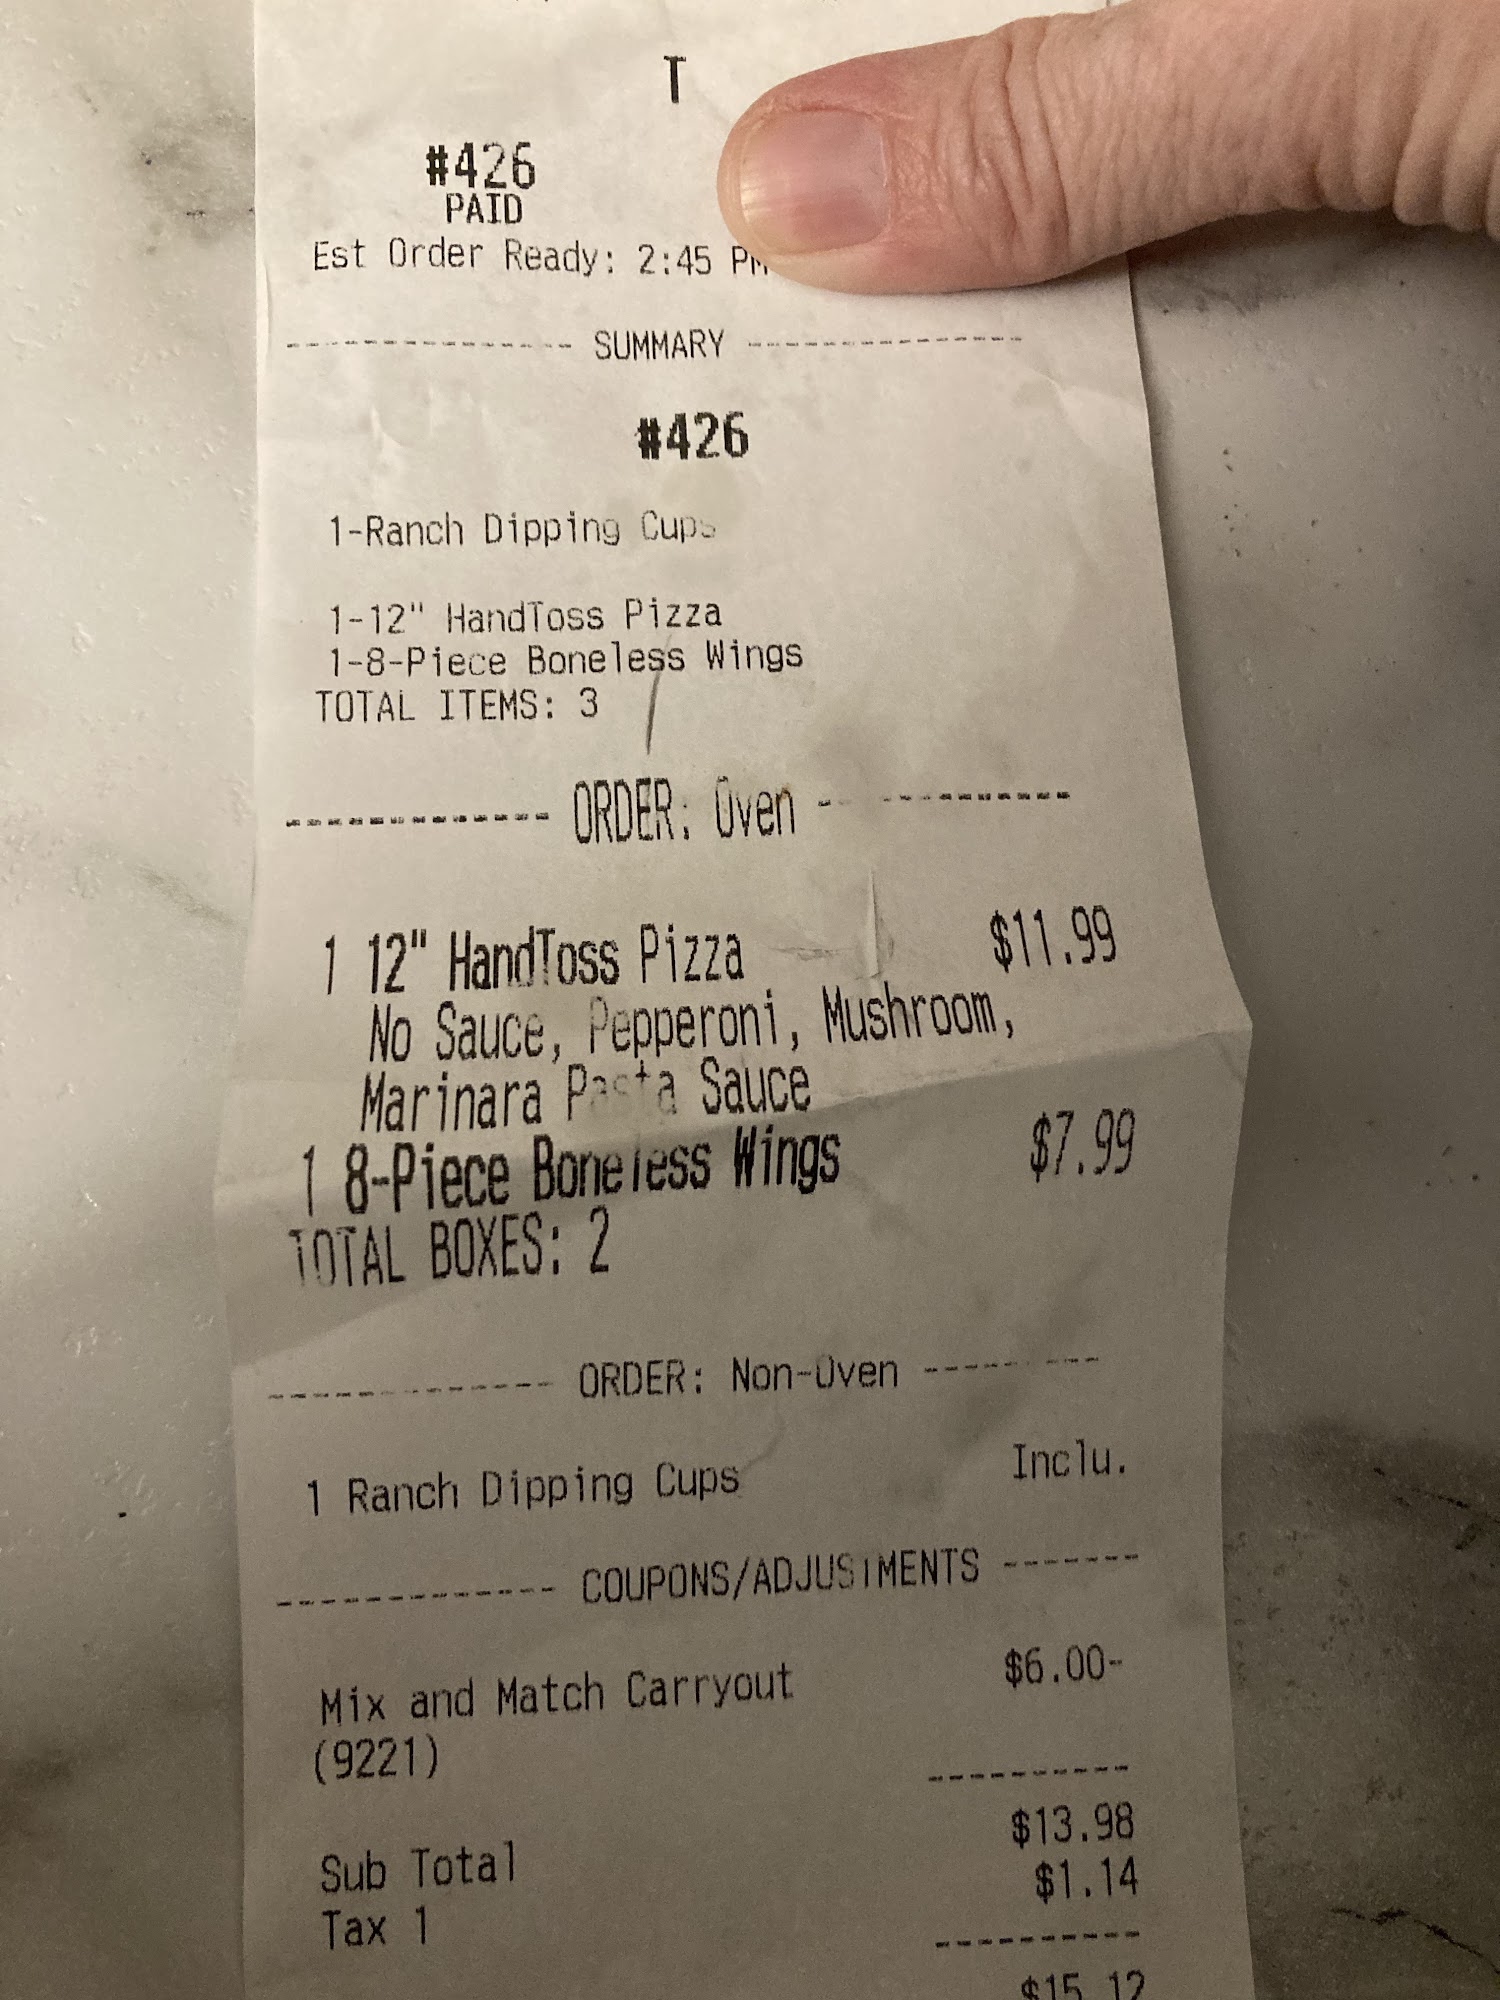 T
#426
PAID
Est Order Ready: 2:45 PM
--------------- SUMMARY ----------------
#426
1-Ranch Dipping Cups
1-12" HandToss Pizza
1-8-Piece Boneless Wings
TOTAL ITEMS: 3
-------------- ORDER: Oven --------------
1 12" HandToss Pizza $11.99
No Sauce, Pepperoni, Mushroom,
Marinara Pasta Sauce
1 8-Piece Boneless Wings $7.99
TOTAL BOXES: 2
-------------- ORDER: Non-Oven ----------
1 Ranch Dipping Cups Inclu.
------------- COUPONS/ADJUSTMENTS -------
Mix and Match Carryout $6.00-
(9221)
----------
Sub Total $13.98
Tax 1 $1.14
----------
$15.12